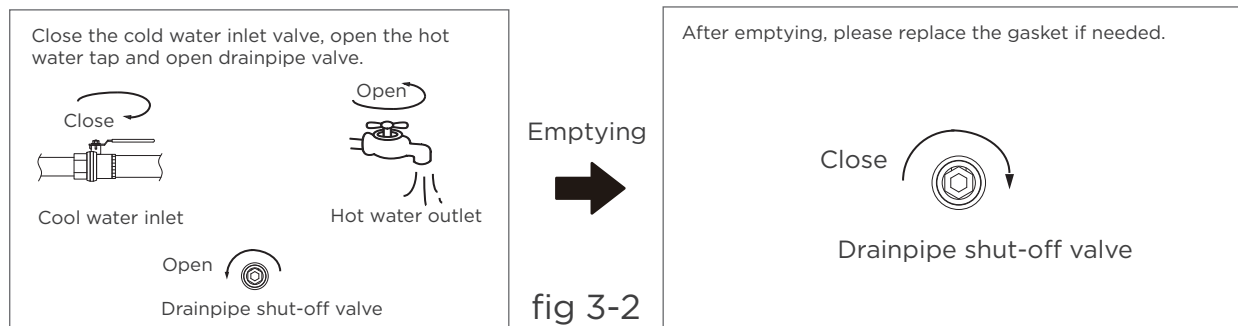 Close the cold water inlet valve, open the hot
water tap and open drainpipe valve.
Close
Open
Cool water inlet
Hot water outlet
Open
Drainpipe shut-off valve
Emptying
fig 3-2
After emptying, please replace the gasket if needed.
Close
Drainpipe shut-off valve